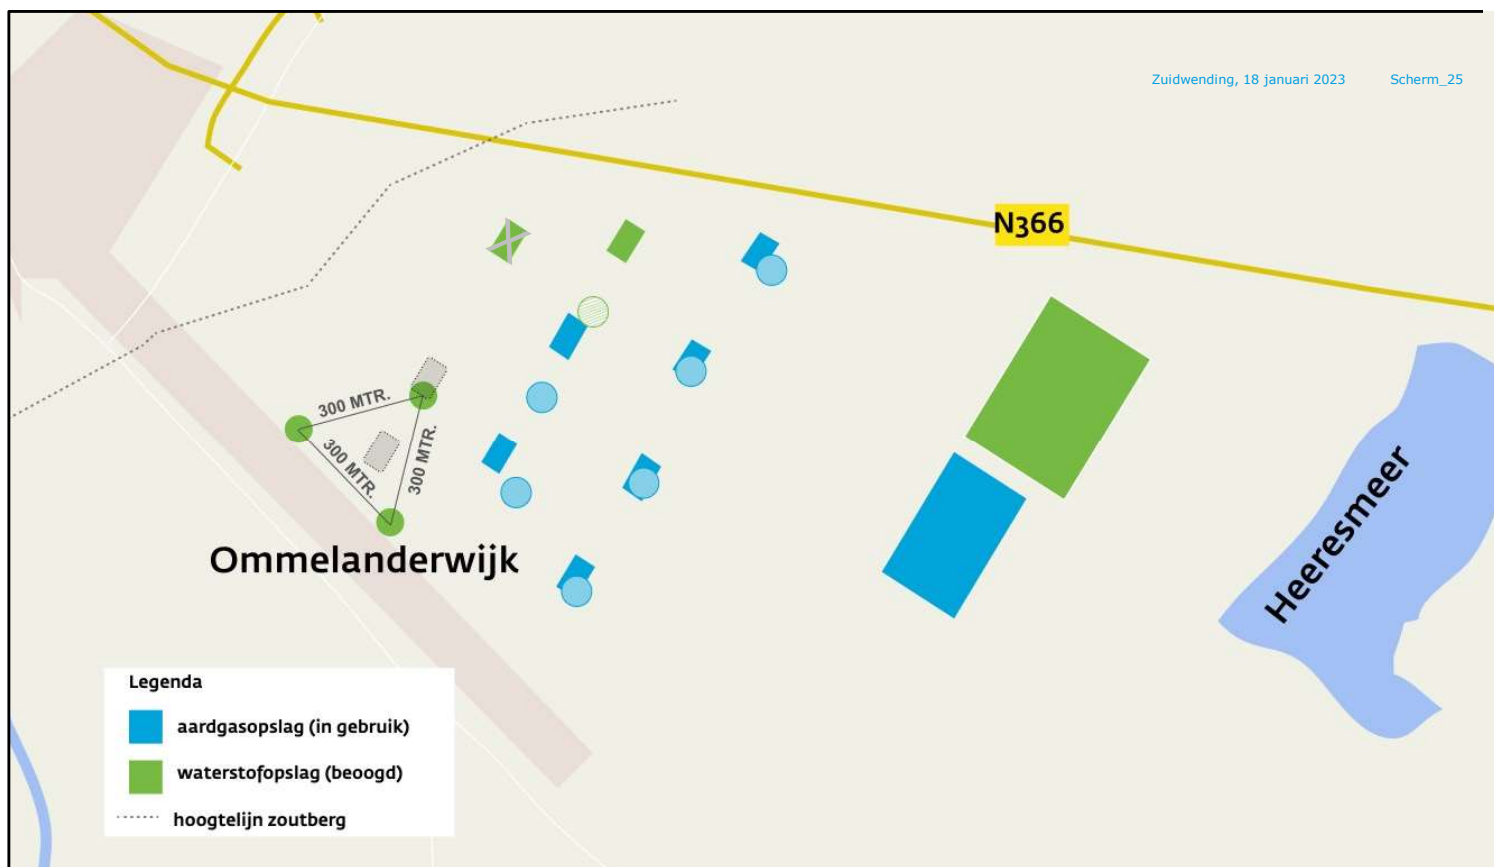 Zuidwending, 18 januari 2023 Scherm_25
N366
300 MTR.
300 MTR.
300 MTR.
Ommelanderwijk
Heeresmeer
Legenda
aardgasopslag (in gebruik)
waterstofopslag (beoogd)
hoogtelijn zoutberg